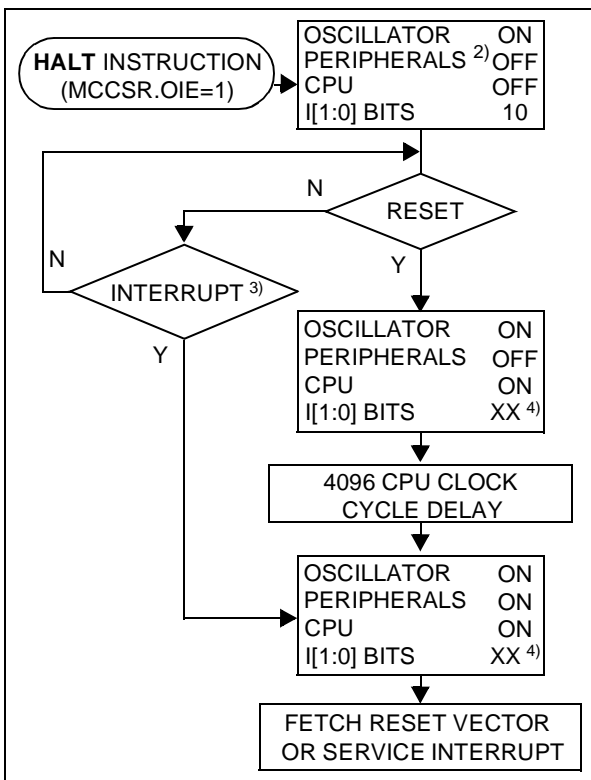 HALT INSTRUCTION
(MCCSR.OIE=1)
OSCILLATOR ON
PERIPHERALS 2) OFF
CPU OFF
I[1:0] BITS 10
N
RESET
N
Y
INTERRUPT 3)
Y
OSCILLATOR ON
PERIPHERALS OFF
CPU ON
I[1:0] BITS XX 4)
4096 CPU CLOCK
CYCLE DELAY
OSCILLATOR ON
PERIPHERALS ON
CPU ON
I[1:0] BITS XX 4)
FETCH RESET VECTOR
OR SERVICE INTERRUPT